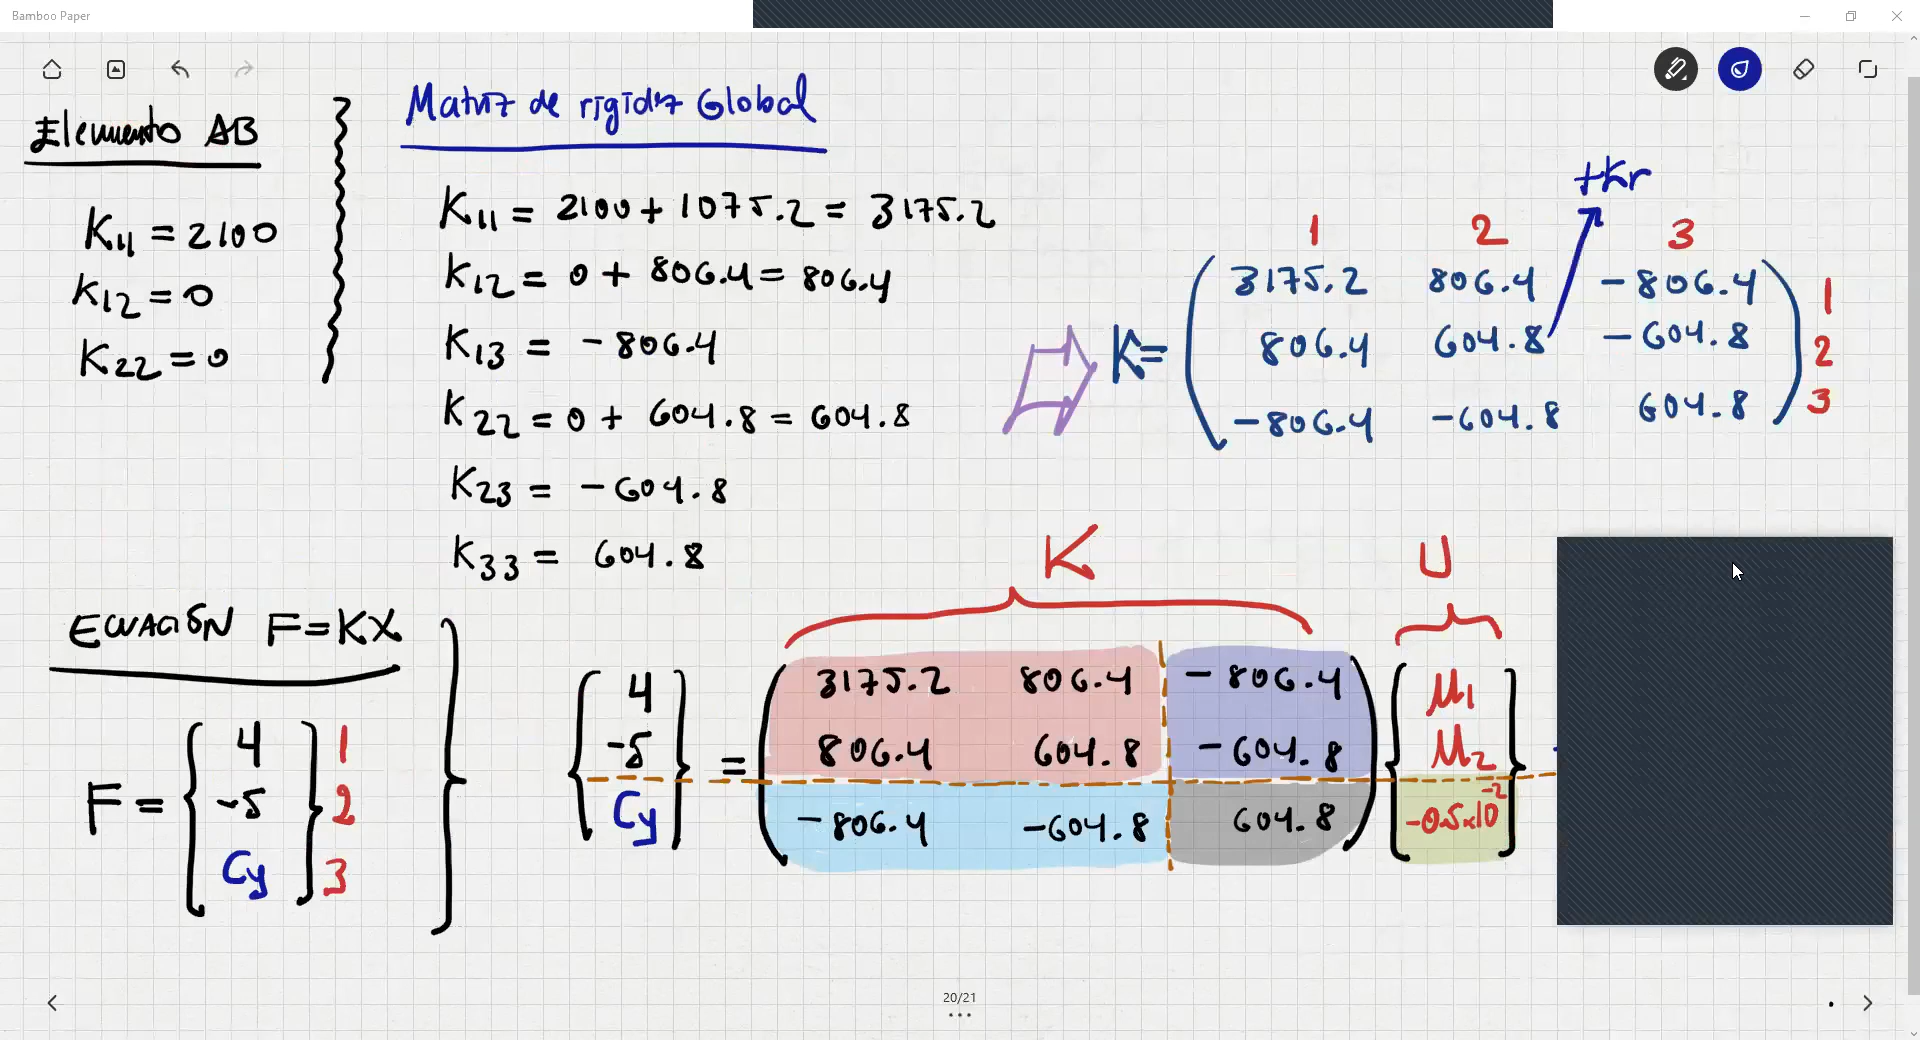 Bamboo Paper
Elemento AB
K11 = 2100
K12 = 0
K22 = 0
Matriz de rigidez Global
K11 = 2100 + 1075.2 = 3175.2
K12 = 0 + 806.4 = 806.4
K13 = -806.4
K22 = 0 + 604.8 = 604.8
K23 = -604.8
K33 = 604.8
+Kr
1 2 3
3175.2 806.4 -806.4 1
K= 806.4 604.8 -604.8 2
-806.4 -604.8 604.8 3
ECUACIÓN F=KX
F = 4 1
-5 2
Cy 3
K U
4 3175.2 806.4 -806.4 μ1
-5 = 806.4 604.8 -604.8 μ2
Cy -806.4 -604.8 604.8 -0.5x10^-2
20/21